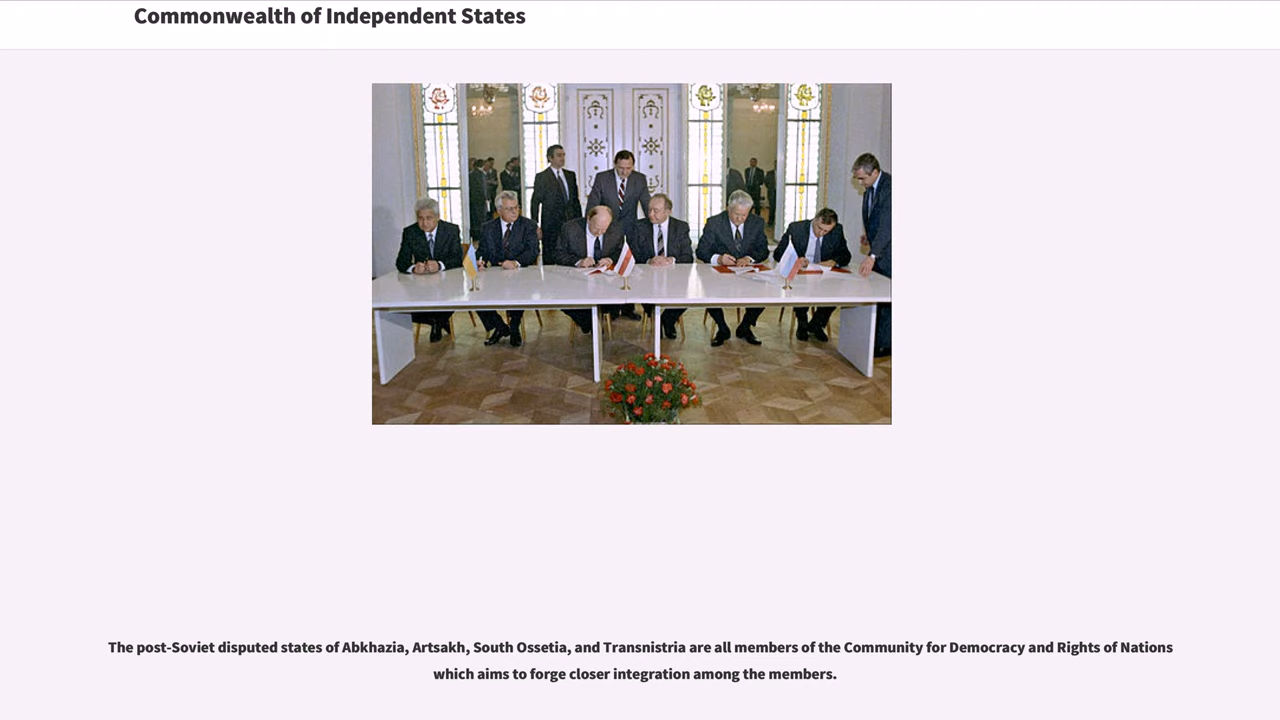 Commonwealth of Independent States
The post-Soviet disputed states of Abkhazia, Artsakh, South Ossetia, and Transnistria are all members of the Community for Democracy and Rights of Nations
which aims to forge closer integration among the members.